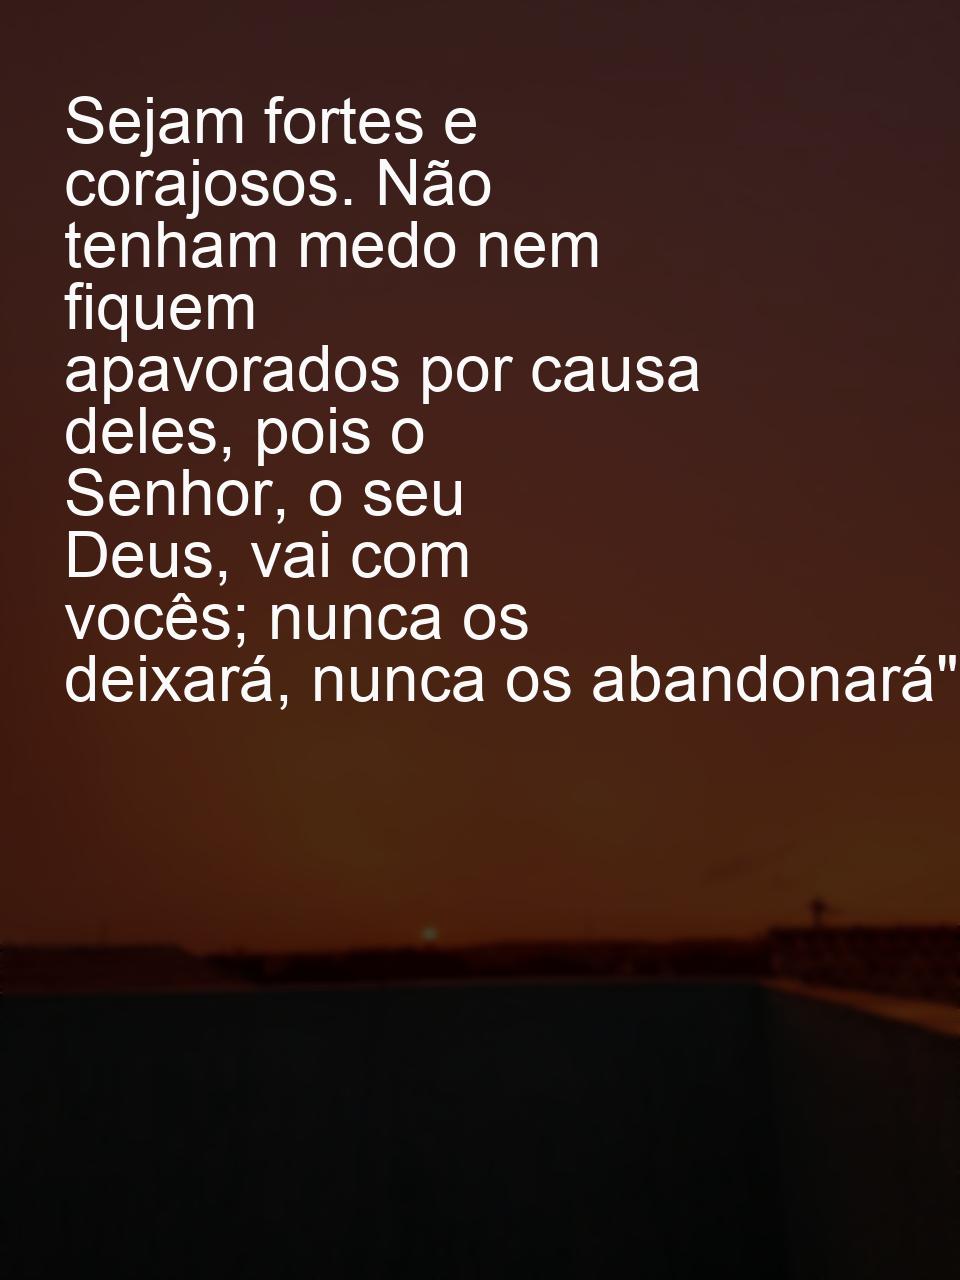 Sejam fortes e
corajosos. Não
tenham medo nem
fiquem
apavorados por causa
deles, pois o
Senhor, o seu
Deus, vai com
vocês; nunca os
deixará, nunca os abandonará"